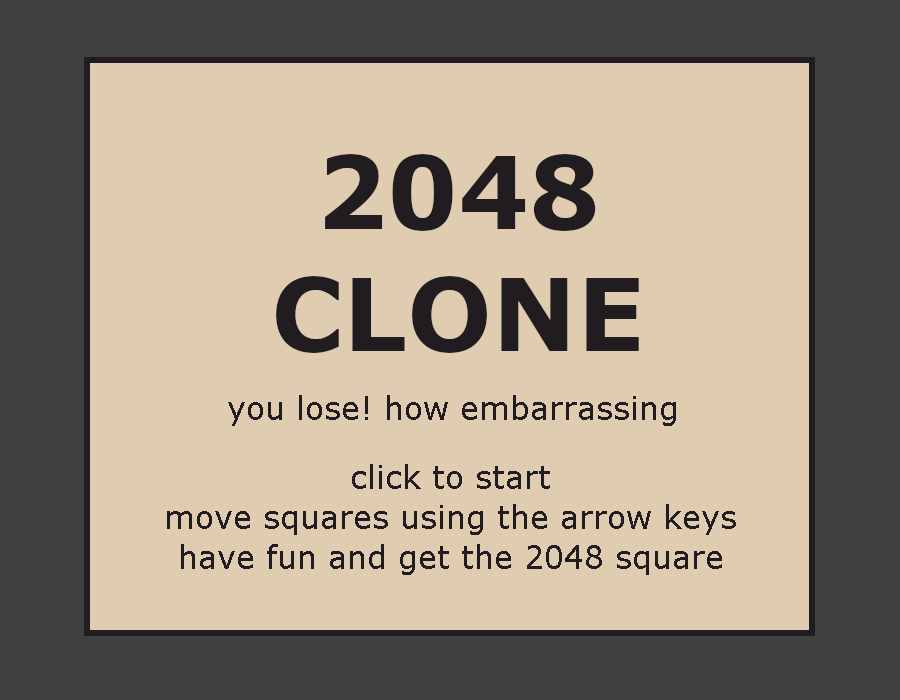 2048
CLONE
you lose! how embarrassing
click to start
move squares using the arrow keys
have fun and get the 2048 square